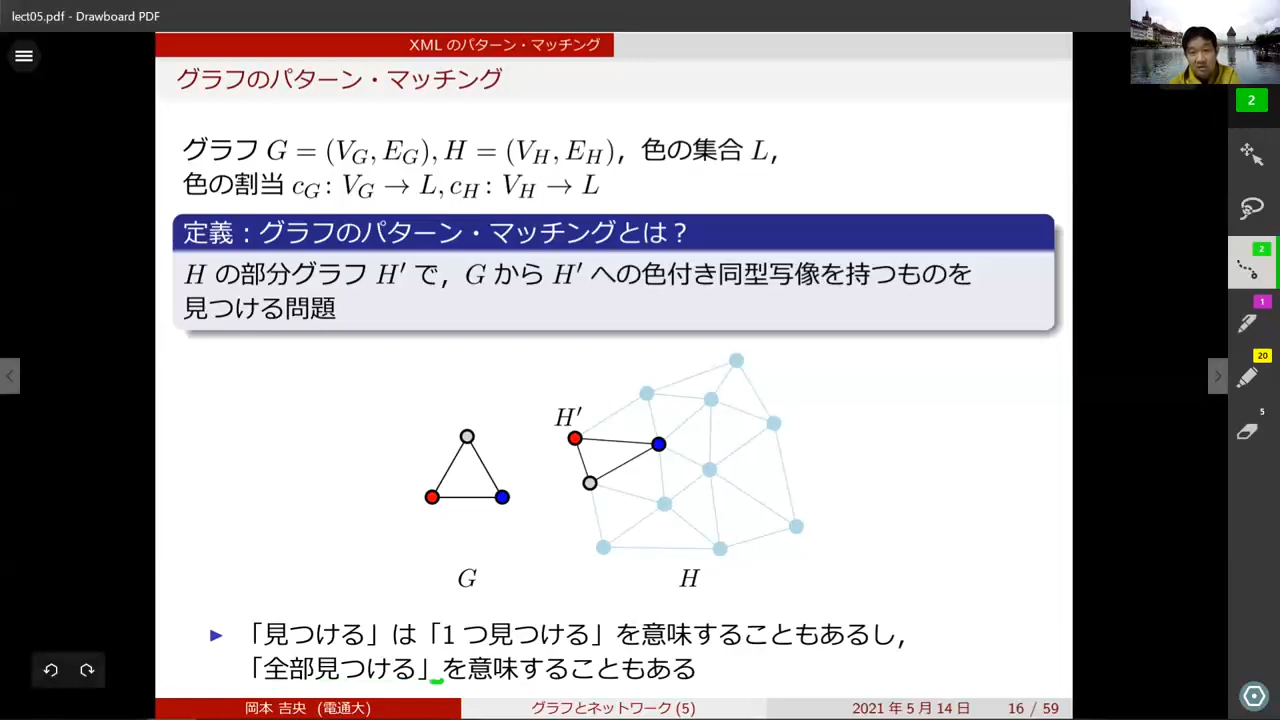 lect05.pdf - Drawboard PDF
XML のパターン・マッチング
グラフのパターン・マッチング
グラフ G = (V_G, E_G), H = (V_H, E_H),色の集合 L,
色の割当 c_G : V_G → L, c_H : V_H → L
定義:グラフのパターン・マッチングとは?
H の部分グラフ H′ で,G から H′ への色付き同型写像を持つものを
見つける問題
H′
G
H
「見つける」は「1 つ見つける」を意味することもあるし,
「全部見つける」を意味することもある
岡本 吉央 (電通大)
グラフとネットワーク (5)
2021 年 5 月 14 日
16 / 59
2
2
1
20
5